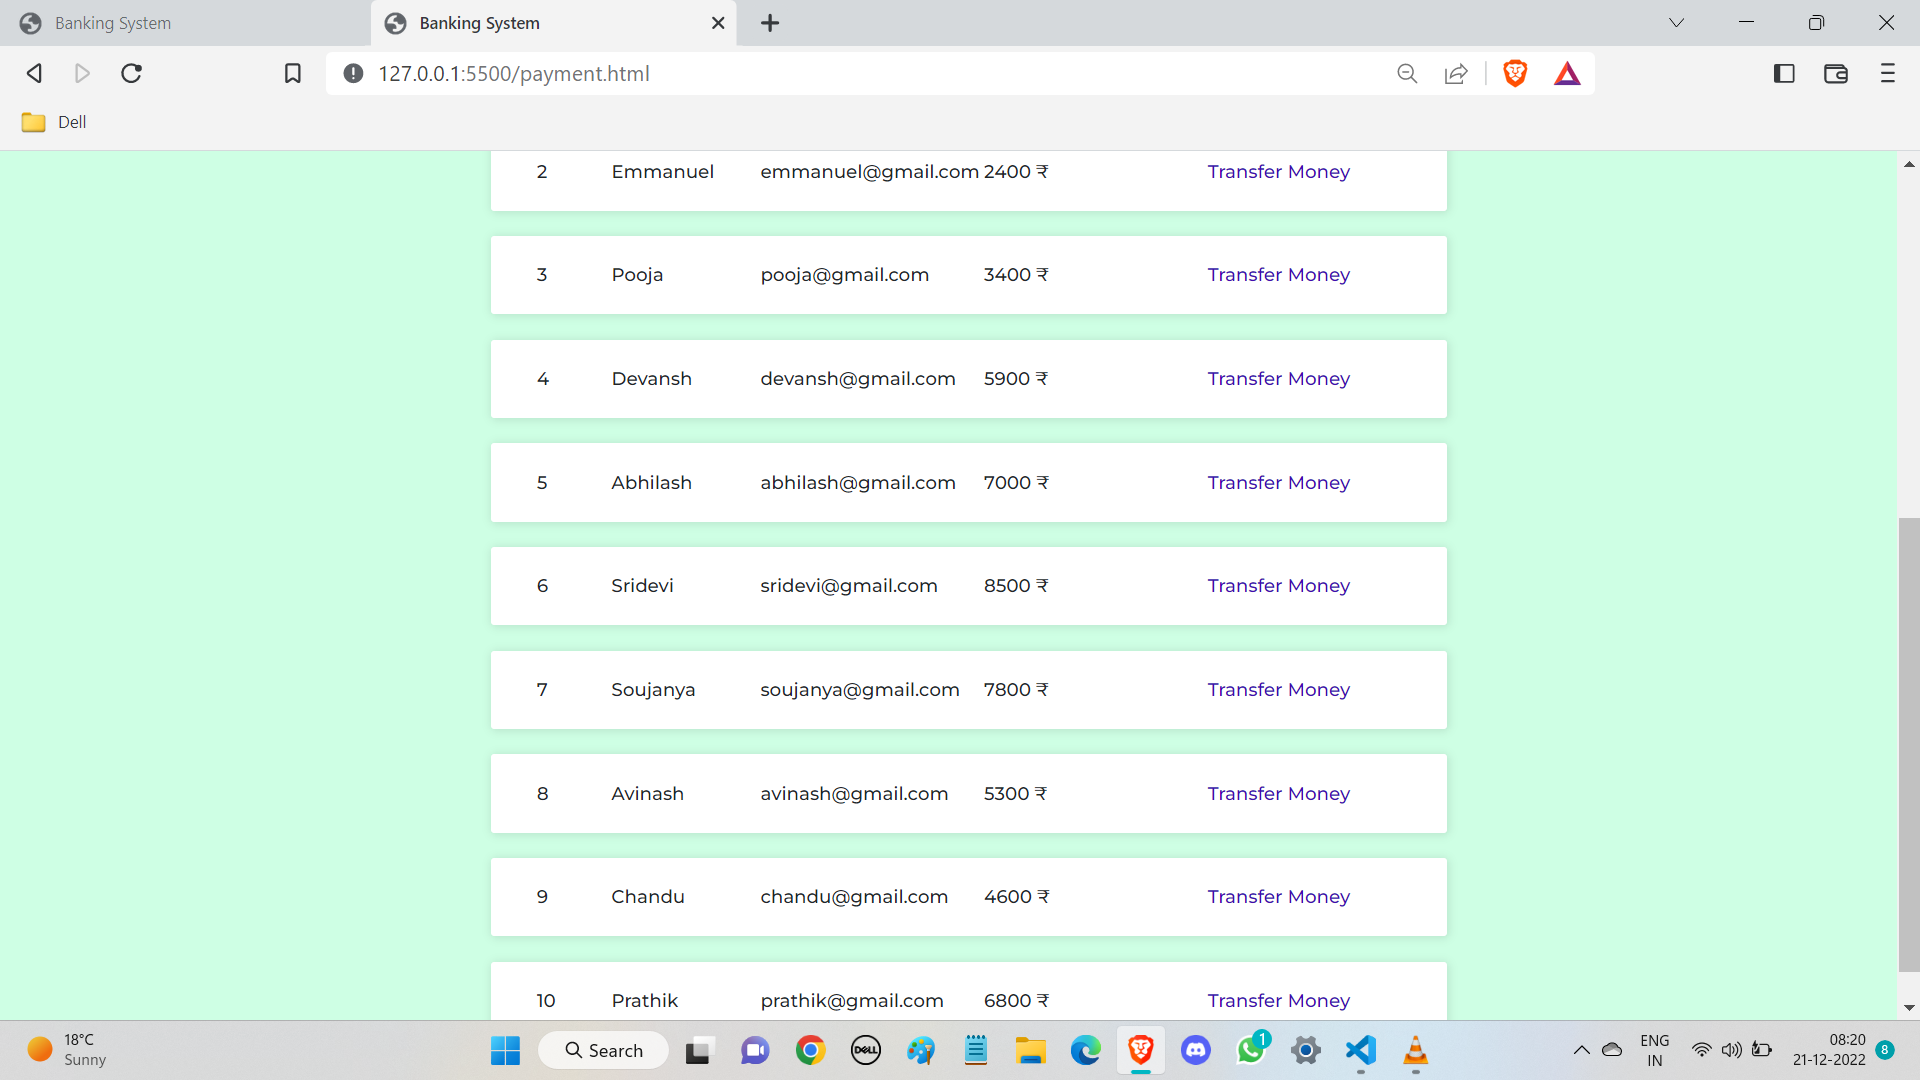 Banking System
Banking System
127.0.0.1:5500/payment.html
Dell
2 Emmanuel emmanuel@gmail.com 2400 ₹ Transfer Money
3 Pooja pooja@gmail.com 3400 ₹ Transfer Money
4 Devansh devansh@gmail.com 5900 ₹ Transfer Money
5 Abhilash abhilash@gmail.com 7000 ₹ Transfer Money
6 Sridevi sridevi@gmail.com 8500 ₹ Transfer Money
7 Soujanya soujanya@gmail.com 7800 ₹ Transfer Money
8 Avinash avinash@gmail.com 5300 ₹ Transfer Money
9 Chandu chandu@gmail.com 4600 ₹ Transfer Money
10 Prathik prathik@gmail.com 6800 ₹ Transfer Money
18°C
Sunny
Search
DELL
1
ENG
IN
08:20
21-12-2022
8